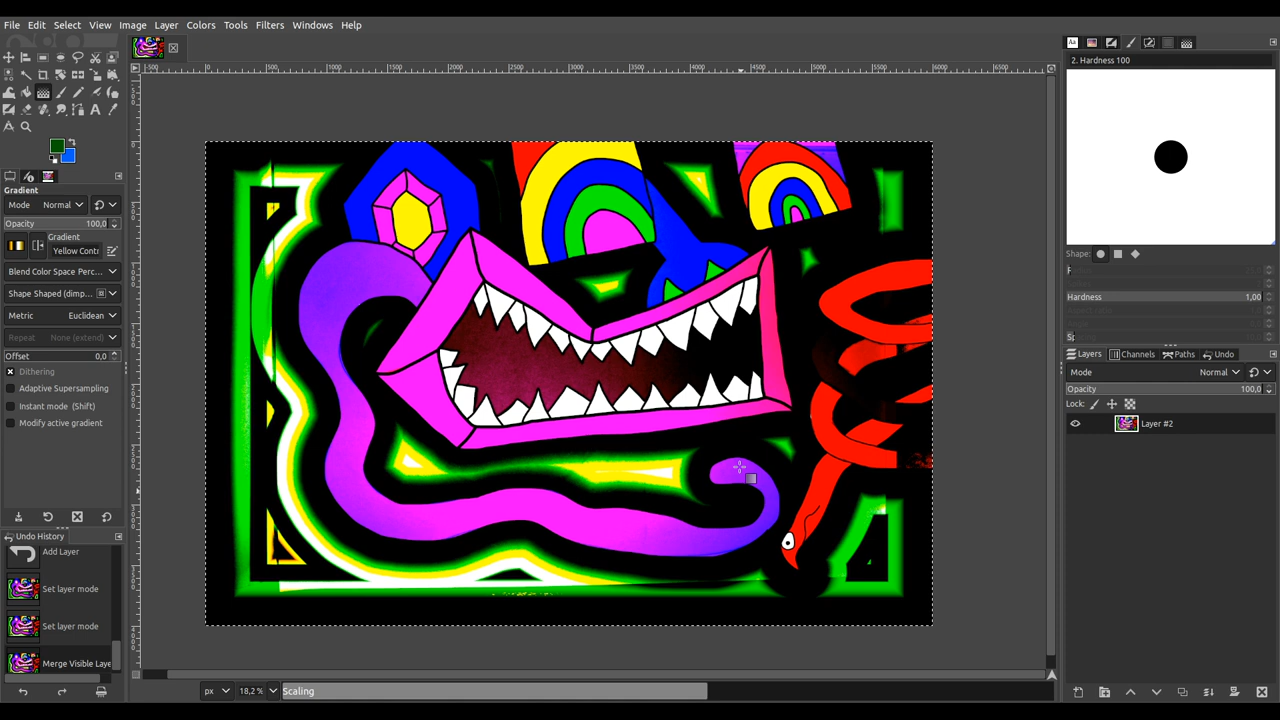 File Edit Select View Image Layer Colors Tools Filters Windows Help
2. Hardness 100
Gradient
Mode Normal
Opacity 100,0
Gradient
Yellow Contr
Blend Color Space Perc...
Shape Shaped (dimp...
Metric Euclidean
Repeat None (extend)
Offset 0,0
Dithering
Adaptive Supersampling
Instant mode (Shift)
Modify active gradient
Undo History
Add Layer
Set layer mode
Set layer mode
Merge Visible Laye
px 18,2 % Scaling
Shape:
Hardness 1,00
Layers Channels Paths Undo
Mode Normal
Opacity 100,0
Lock:
Layer #2